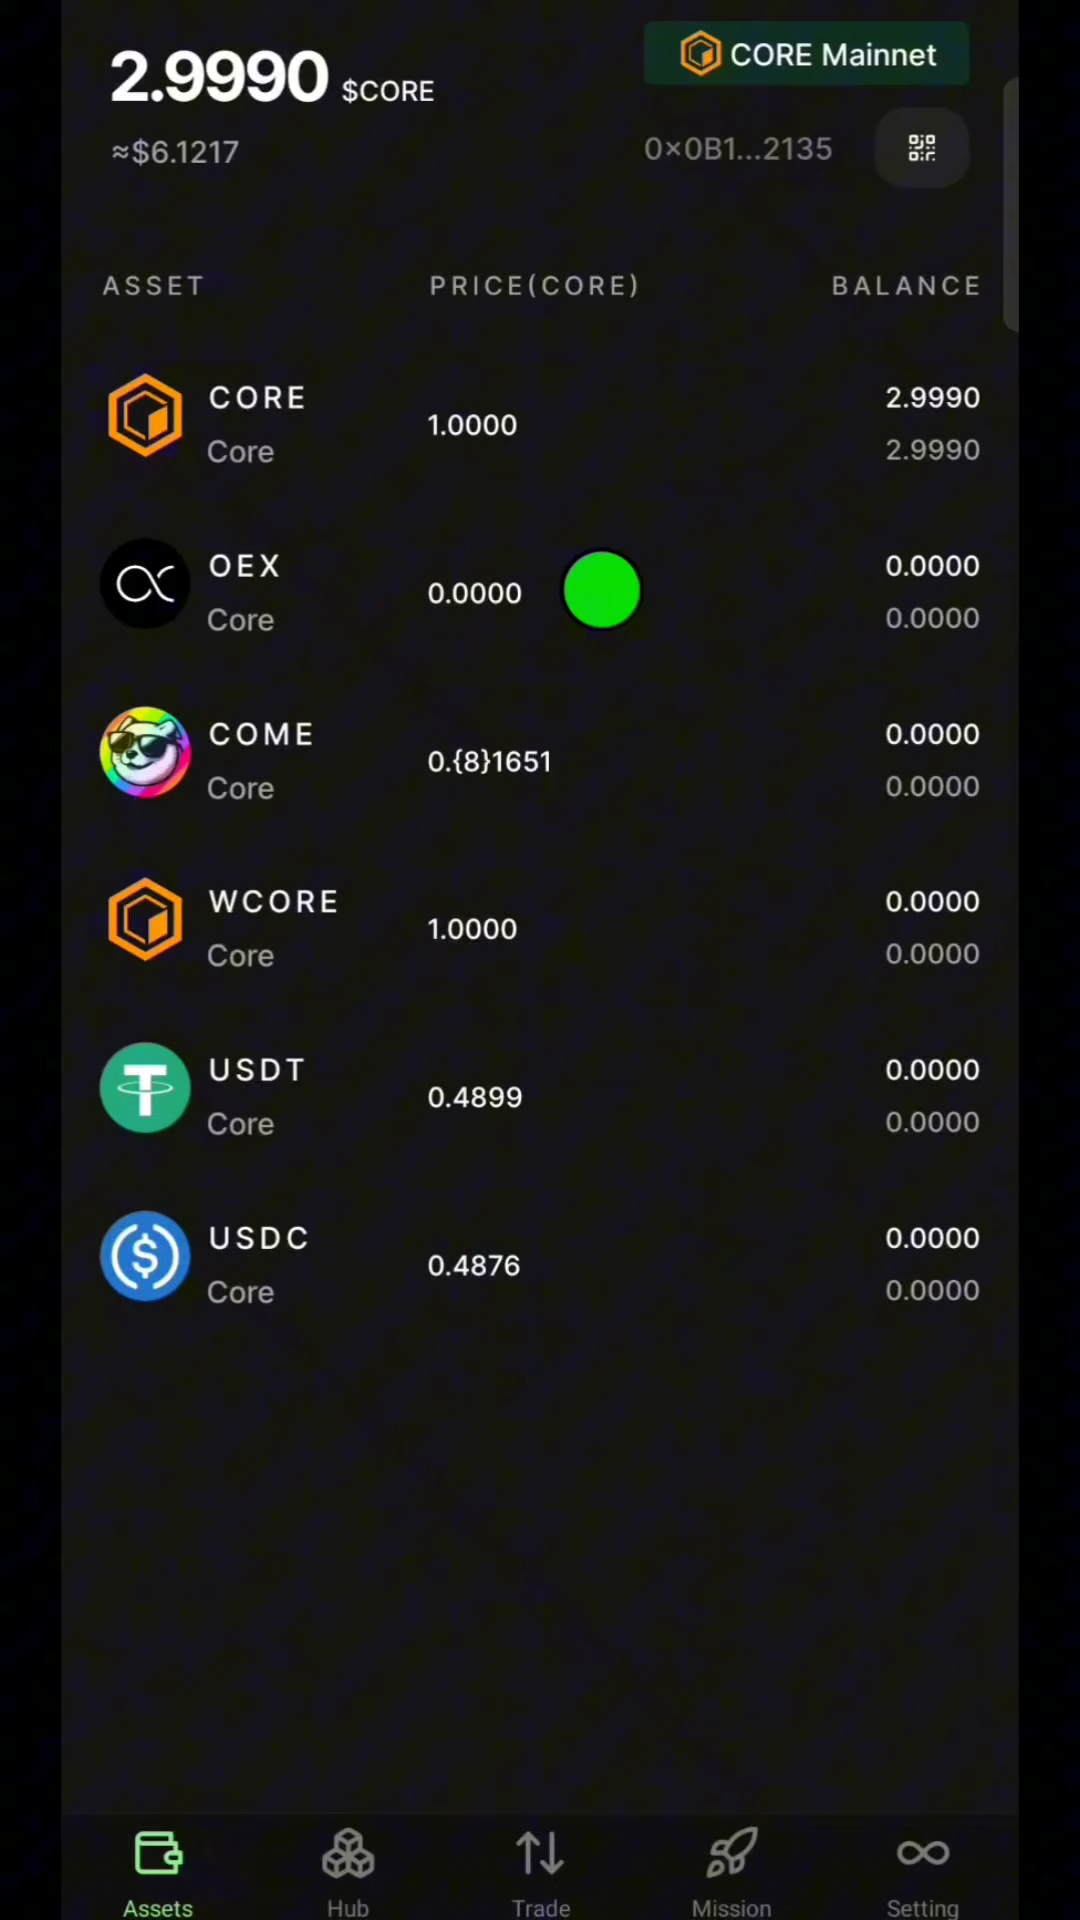 2.9990 $CORE
CORE Mainnet
≈$6.1217
0×0B1...2135
ASSET PRICE(CORE) BALANCE
CORE
Core
1.0000
2.9990
2.9990
OEX
Core
0.0000
0.0000
0.0000
COME
Core
0.{8}1651
0.0000
0.0000
WCORE
Core
1.0000
0.0000
0.0000
USDT
Core
0.4899
0.0000
0.0000
USDC
Core
0.4876
0.0000
0.0000
Assets Hub Trade Mission Setting